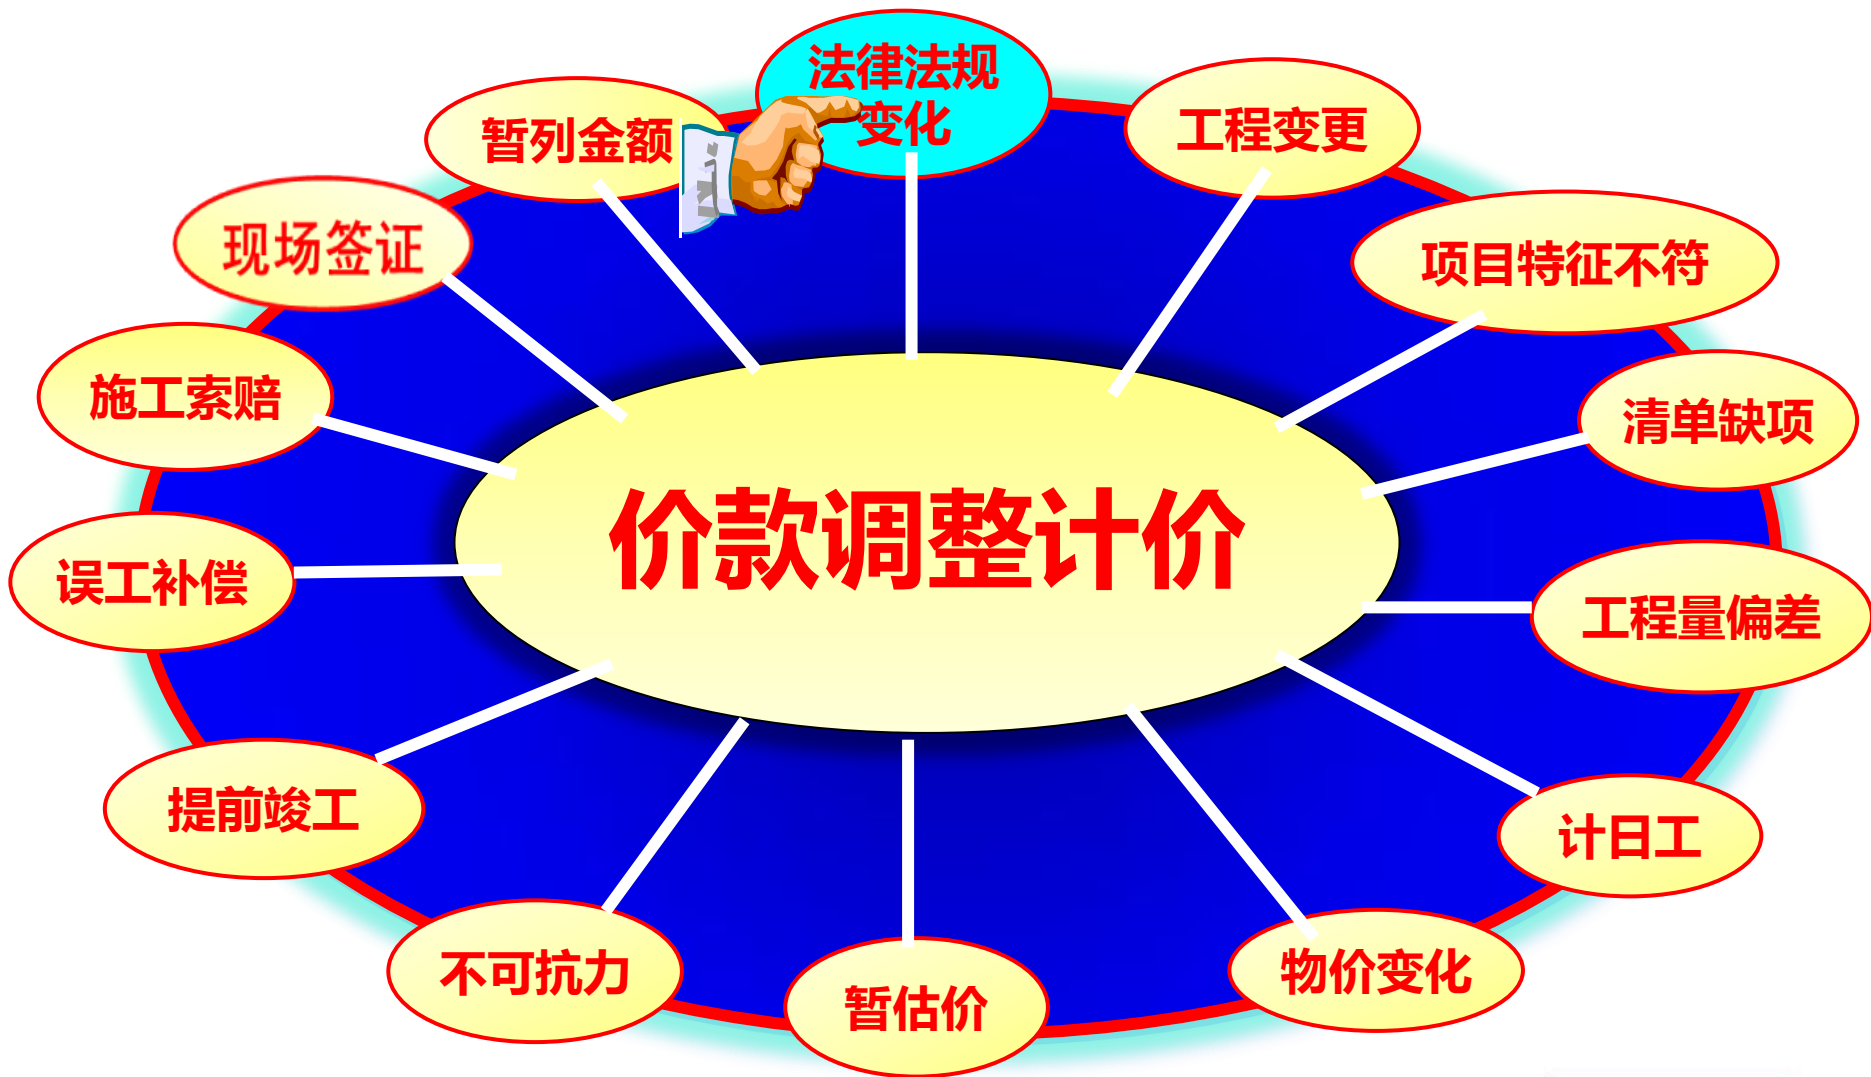 法律法规
变化
工程变更
项目特征不符
清单缺项
工程量偏差
计日工
物价变化
暂估价
不可抗力
提前竣工
误工补偿
施工索赔
现场签证
暂列金额
价款调整计价